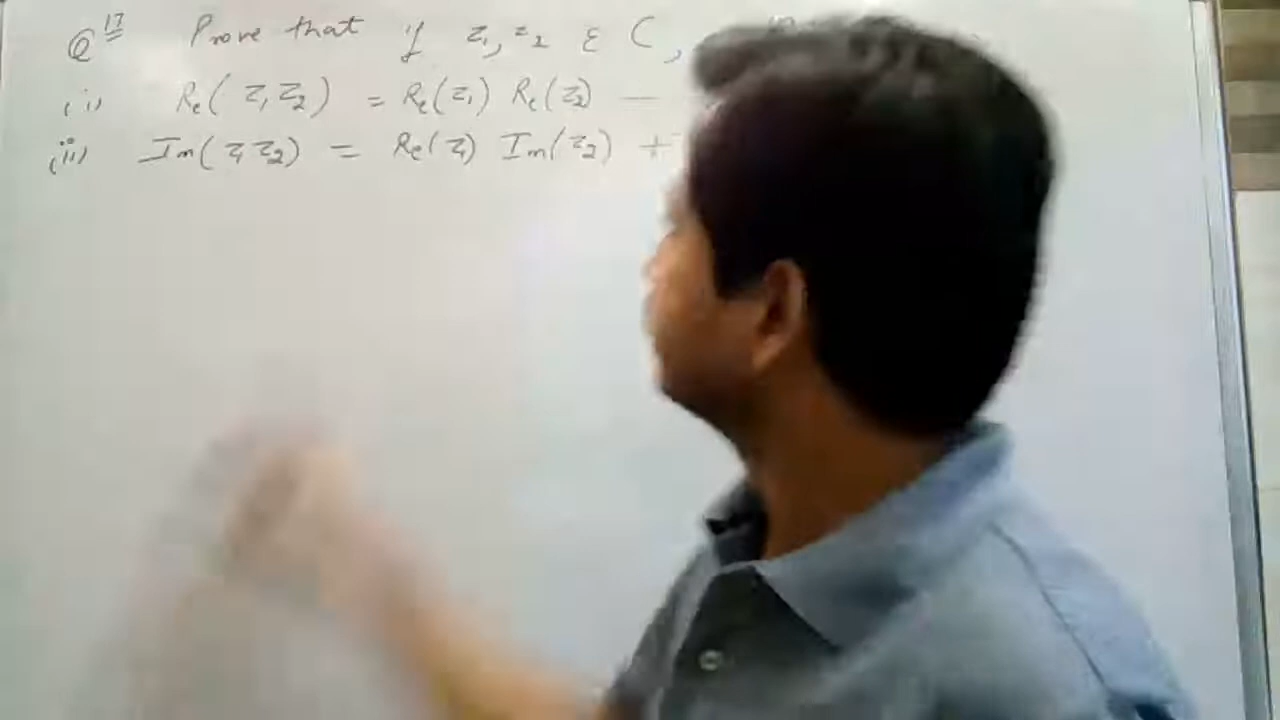 Q 17 Prove that if z₁, z₂ ε C,
(i) Re( z₁ z₂ ) = Re(z₁) Re(z₂) —
(ii) Im( z₁ z₂ ) = Re(z₁) Im(z₂) +